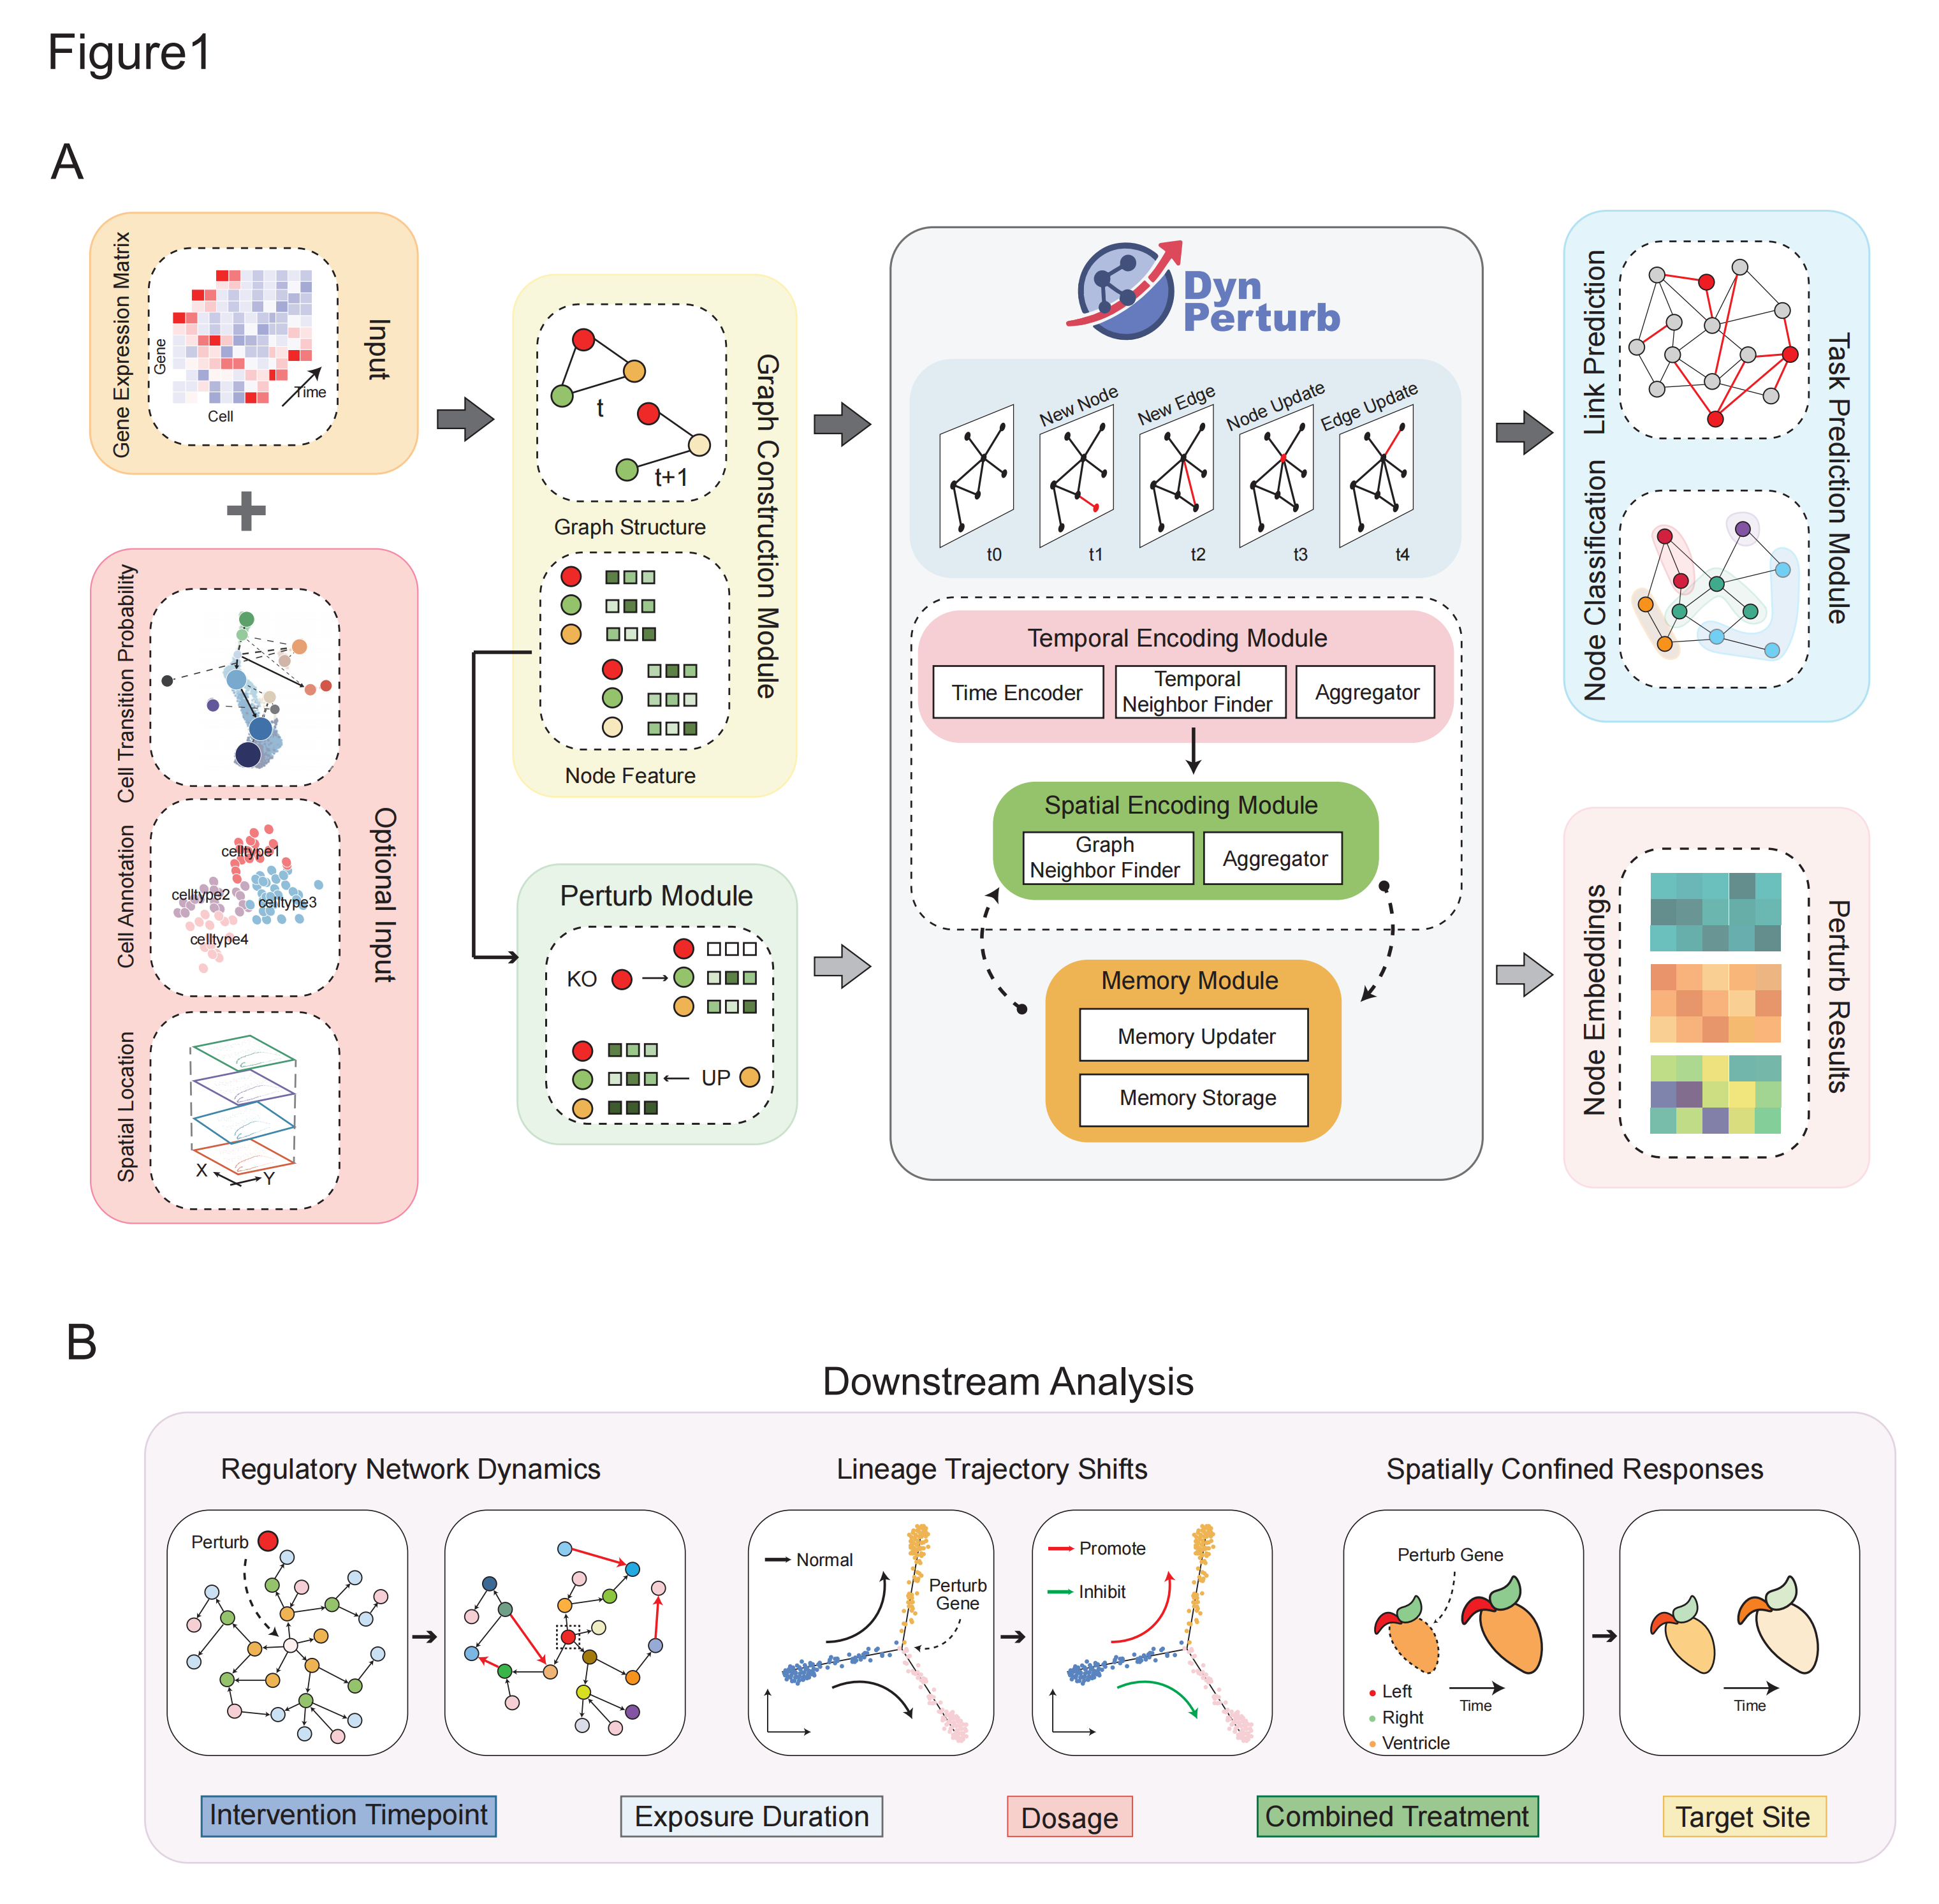 Figure1
A
Gene Expression Matrix
Gene
Cell
Time
Input
Cell Transition Probability
Cell Annotation
celltype1
celltype2
celltype3
celltype4
Spatial Location
X
Y
Optional Input
t
t+1
Graph Structure
Node Feature
Graph Construction Module
Perturb Module
KO
UP
Dyn
Perturb
New Node
New Edge
Node Update
Edge Update
t0
t1
t2
t3
t4
Temporal Encoding Module
Time Encoder
Temporal
Neighbor Finder
Aggregator
Spatial Encoding Module
Graph
Neighbor Finder
Aggregator
Memory Module
Memory Updater
Memory Storage
Link Prediction
Node Classification
Task Prediction Module
Node Embeddings
Perturb Results
B
Downstream Analysis
Regulatory Network Dynamics
Perturb
Lineage Trajectory Shifts
Normal
Perturb
Gene
Promote
Inhibit
Spatially Confined Responses
Perturb Gene
Left
Right
Ventricle
Time
Time
Intervention Timepoint
Exposure Duration
Dosage
Combined Treatment
Target Site